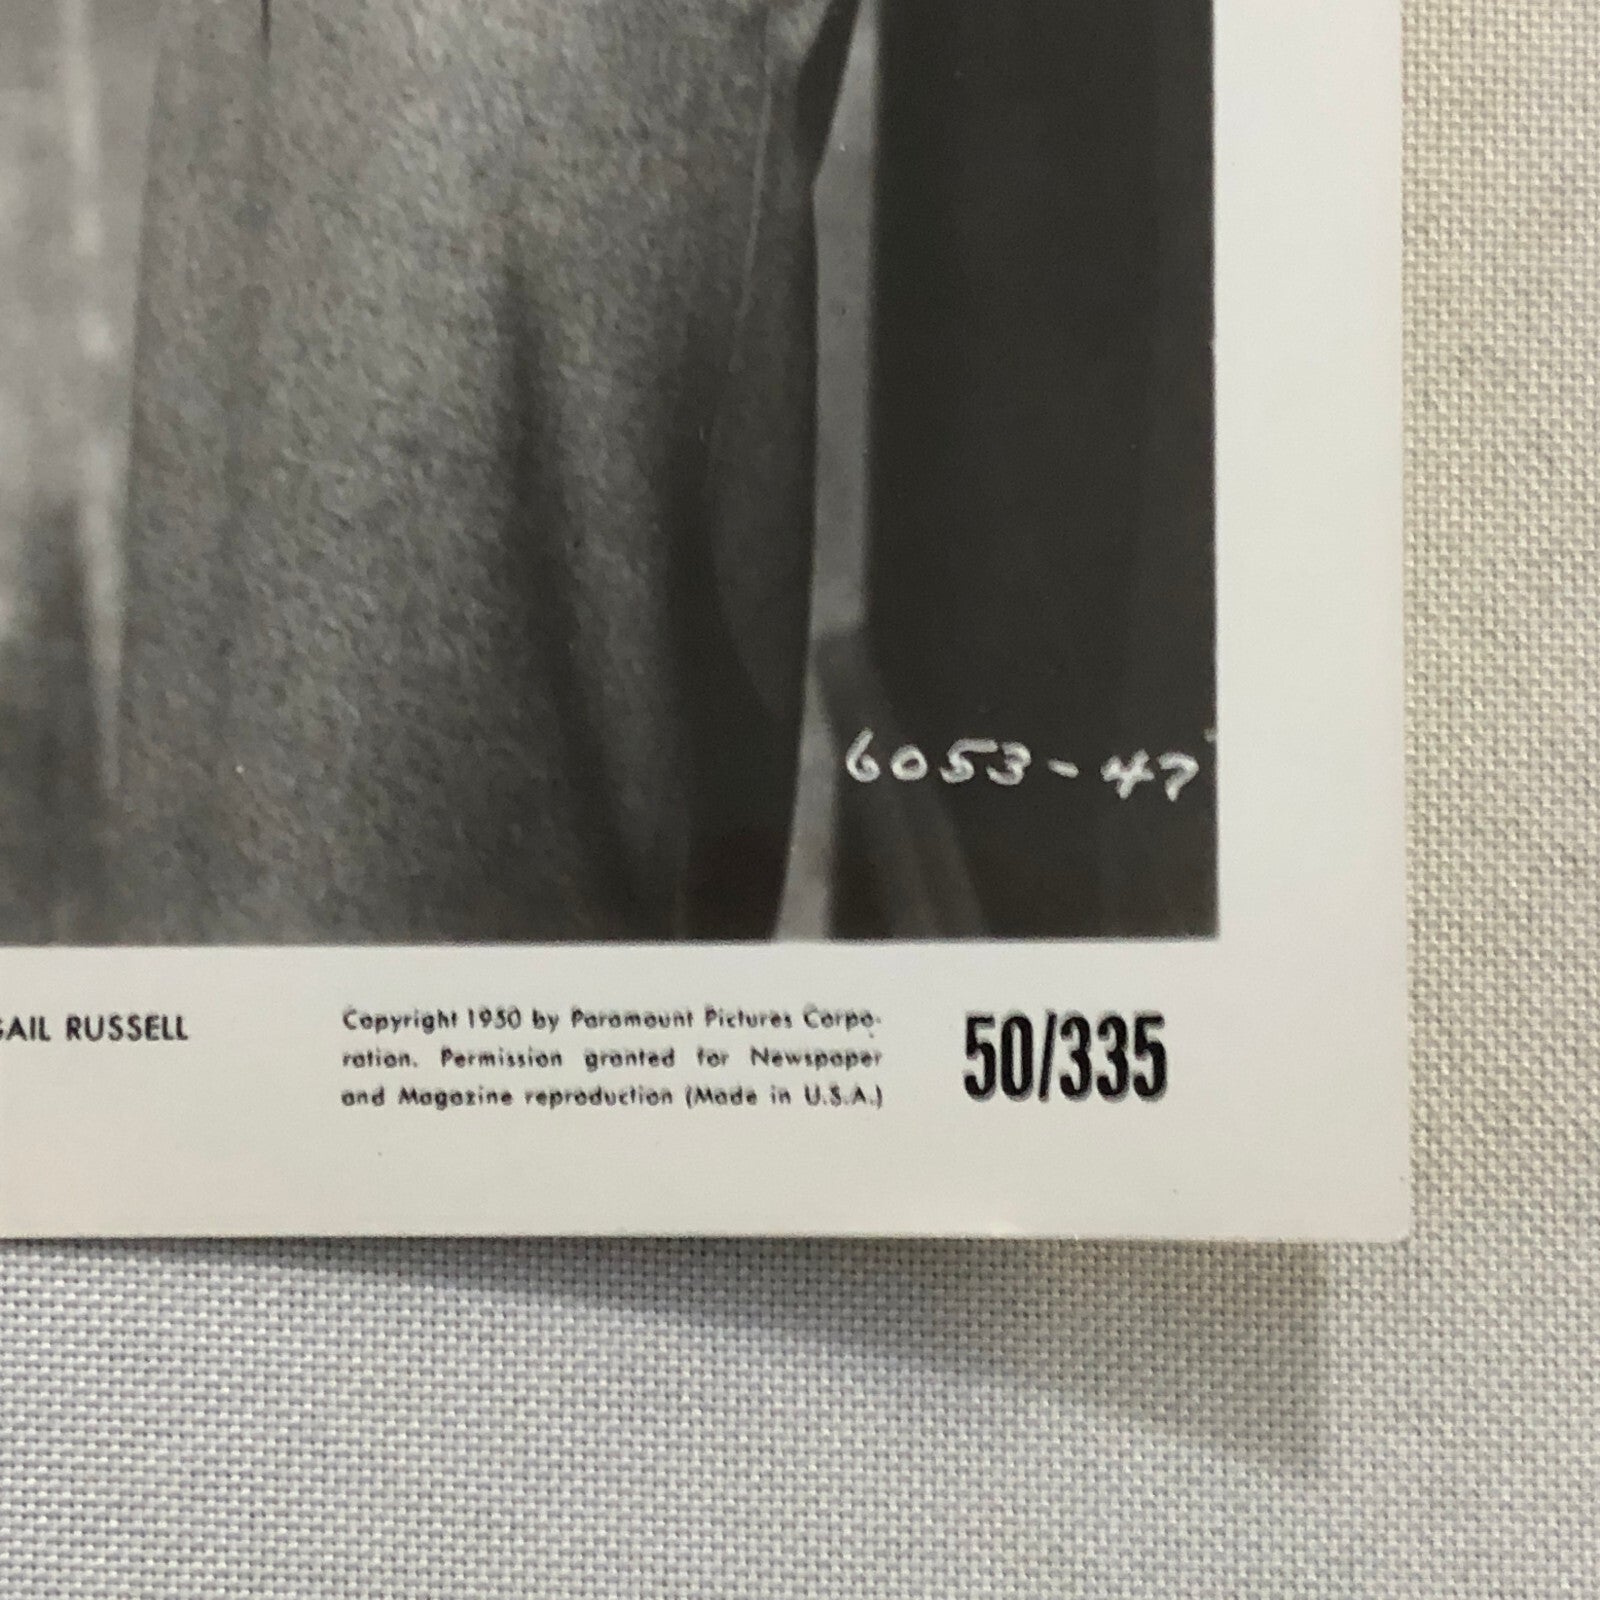 6053-47
GAIL RUSSELL
Copyright 1950 by Paramount Pictures Corpo-
ration. Permission granted for Newspaper
and Magazine reproduction (Made in U.S.A.)
50/335